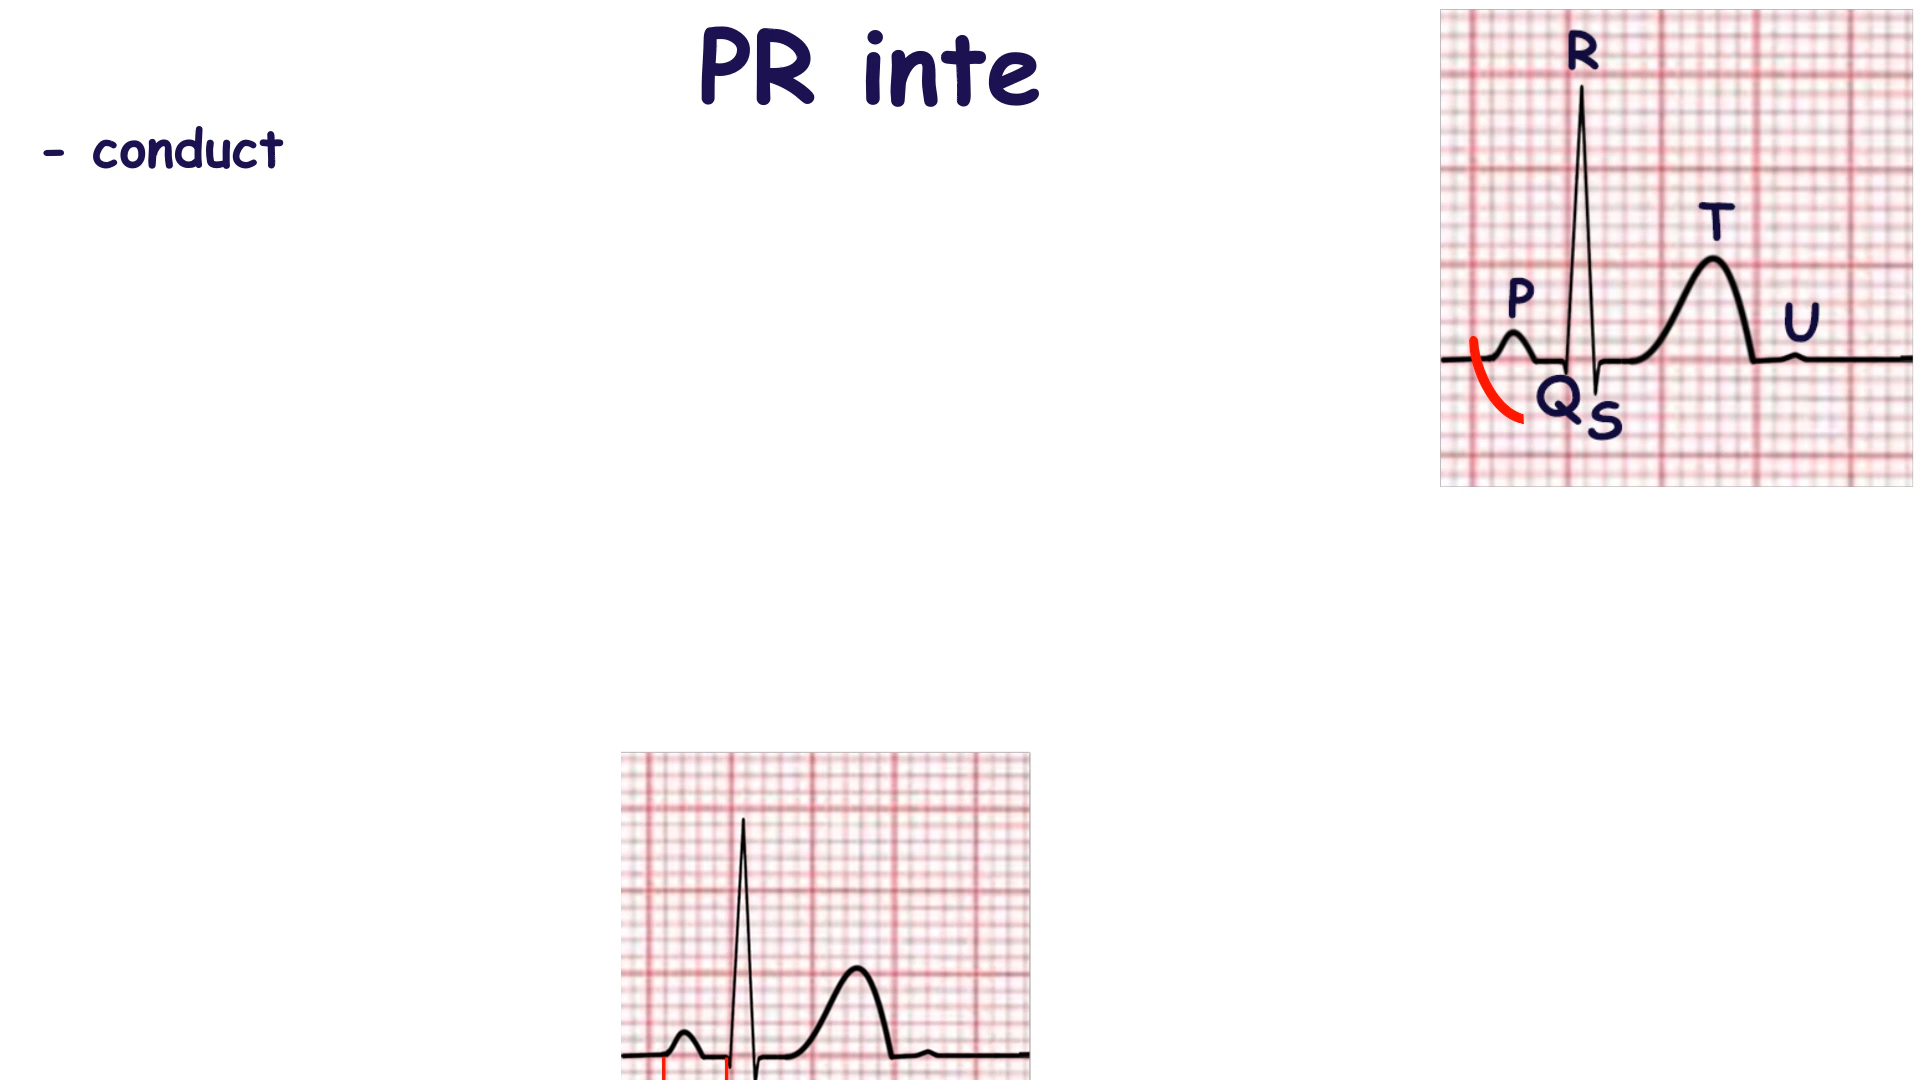 PR inte
- conduct
R
T
P
U
Q
S